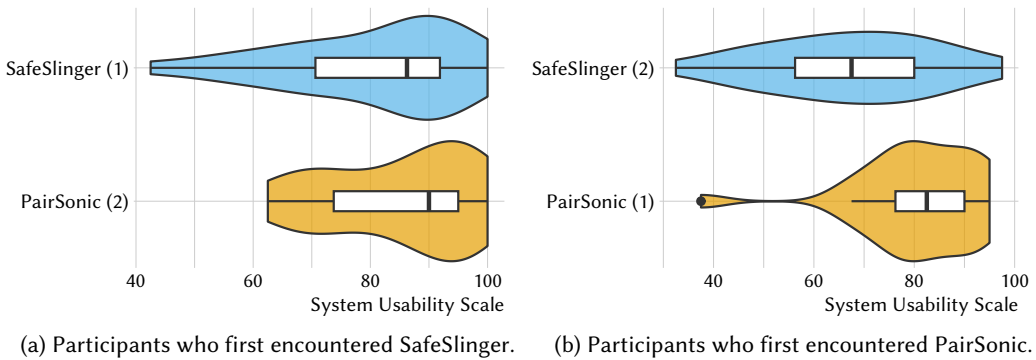 SafeSlinger (1)
PairSonic (2)
40 60 80 100
System Usability Scale
(a) Participants who first encountered SafeSlinger.
SafeSlinger (2)
PairSonic (1)
40 60 80 100
System Usability Scale
(b) Participants who first encountered PairSonic.